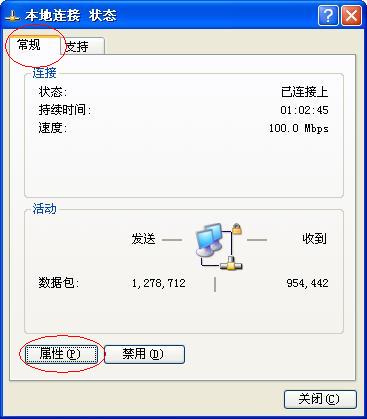 本地连接 状态
常规 支持
连接
状态: 已连接上
持续时间: 01:02:45
速度: 100.0 Mbps
活动
发送 — — 收到
数据包: 1,278,712 | 954,442
属性(P) 禁用(D)
关闭(C)